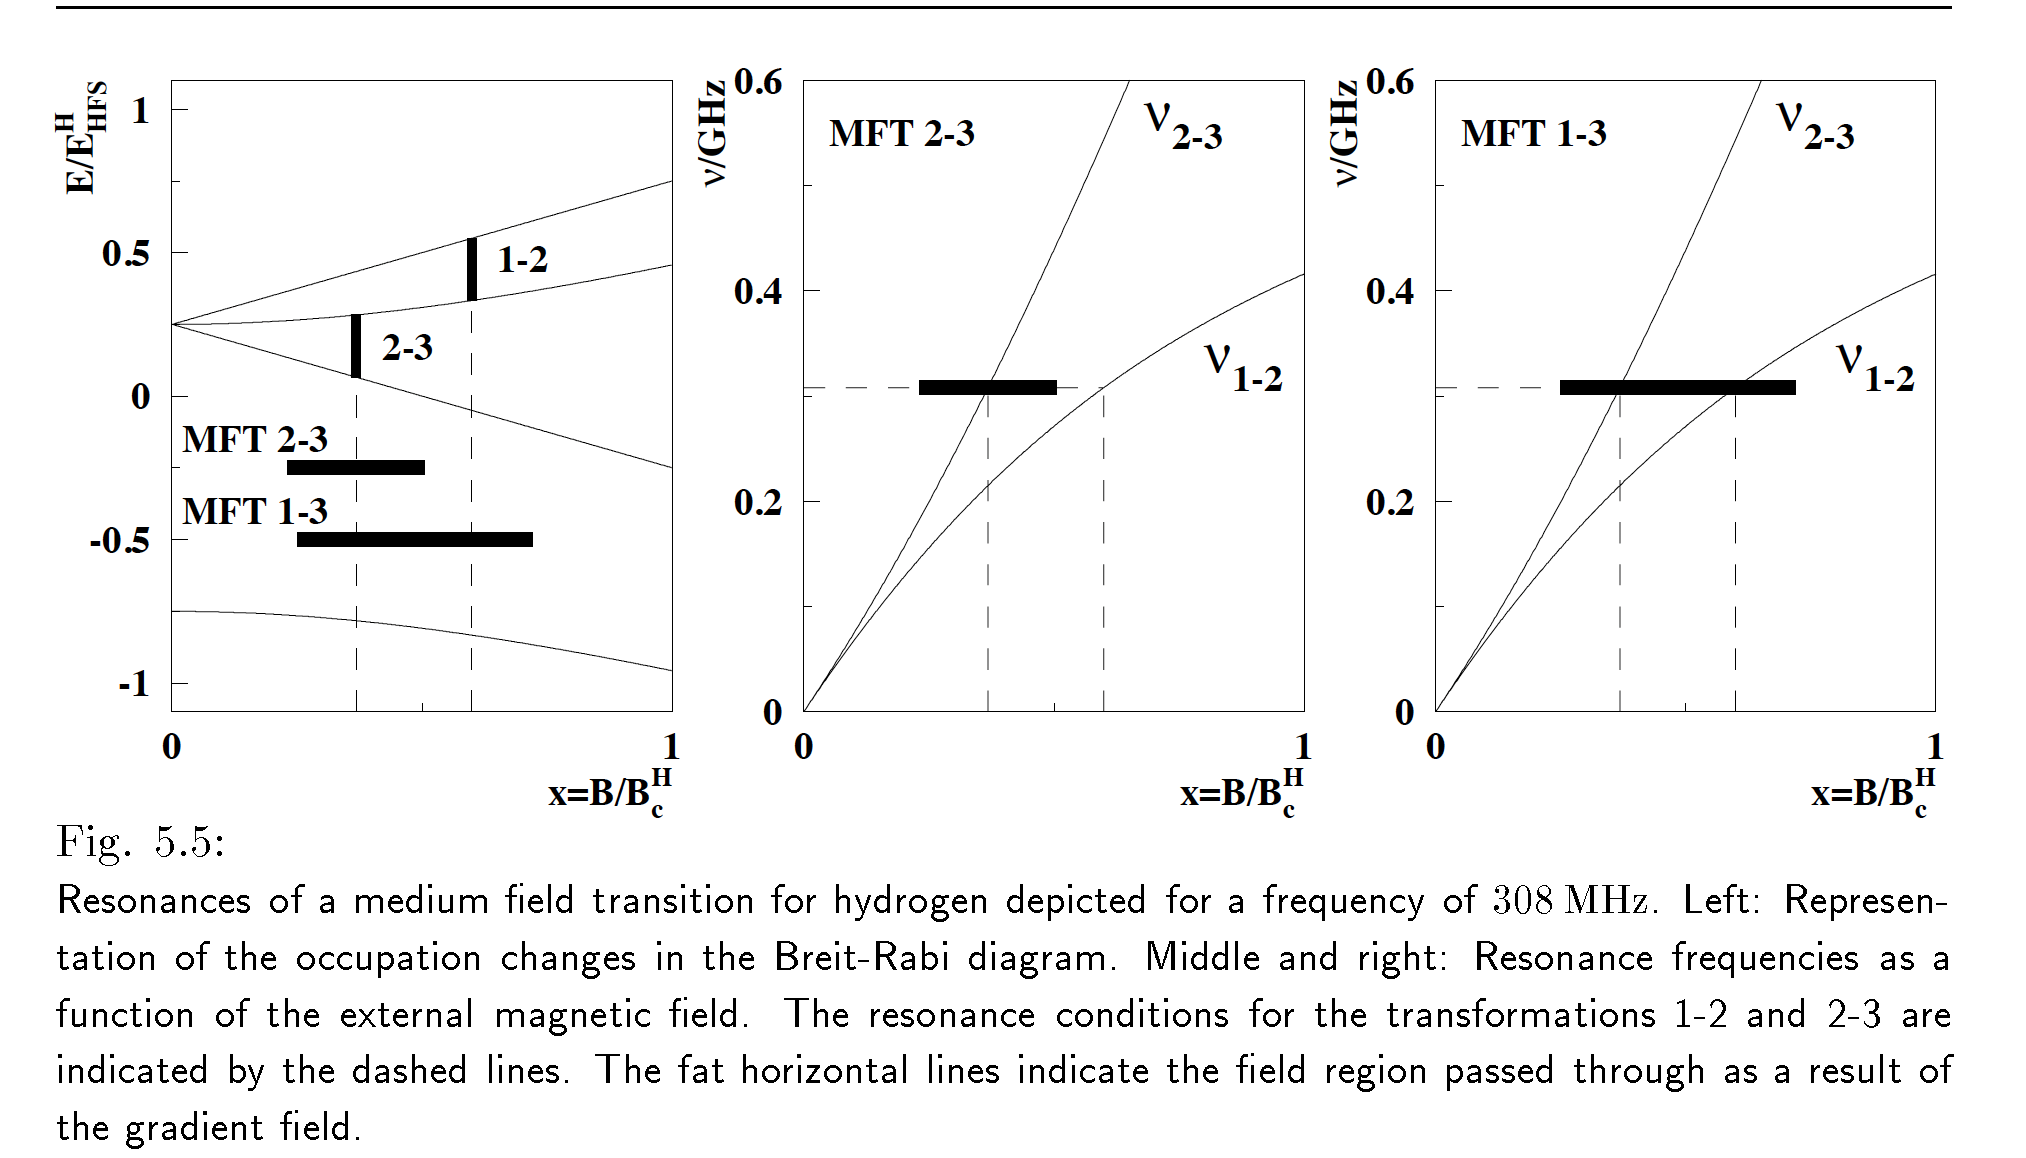 E/E^H_HFS
1
0.5
0
-0.5
-1
1-2
2-3
MFT 2-3
MFT 1-3
0 1
x=B/B^H_c
ν/GHz
0.6
0.4
0.2
0
MFT 2-3
ν_2-3
ν_1-2
0 1
x=B/B^H_c
ν/GHz
0.6
0.4
0.2
0
MFT 1-3
ν_2-3
ν_1-2
0 1
x=B/B^H_c
Fig. 5.5:
Resonances of a medium field transition for hydrogen depicted for a frequency of 308 MHz. Left: Represen-
tation of the occupation changes in the Breit-Rabi diagram. Middle and right: Resonance frequencies as a
function of the external magnetic field. The resonance conditions for the transformations 1-2 and 2-3 are
indicated by the dashed lines. The fat horizontal lines indicate the field region passed through as a result of
the gradient field.